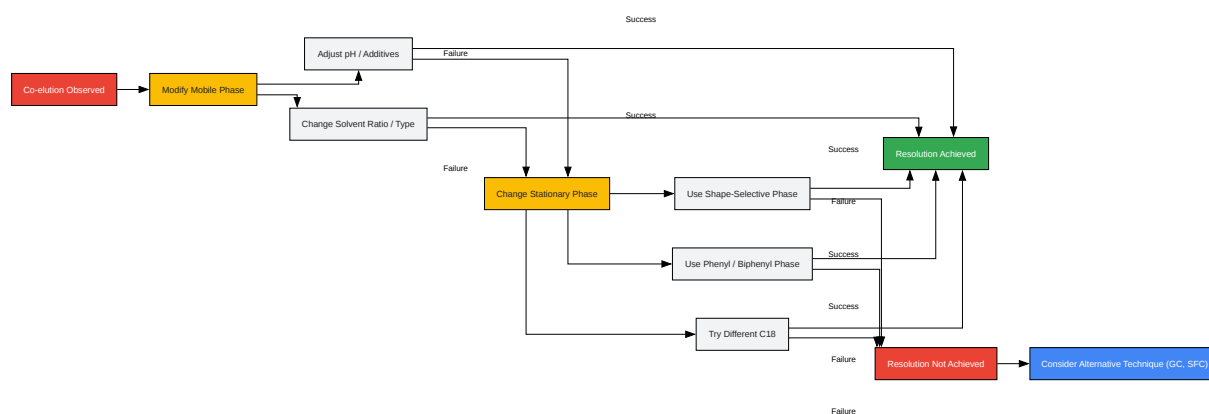 Success
Adjust pH / Additives
Failure
Co-elution Observed
Modify Mobile Phase
Change Solvent Ratio / Type
Success
Success
Resolution Achieved
Failure
Change Stationary Phase
Use Shape-Selective Phase
Failure
Success
Use Phenyl / Biphenyl Phase
Success
Try Different C18
Failure
Resolution Not Achieved
Consider Alternative Technique (GC, SFC)
Failure